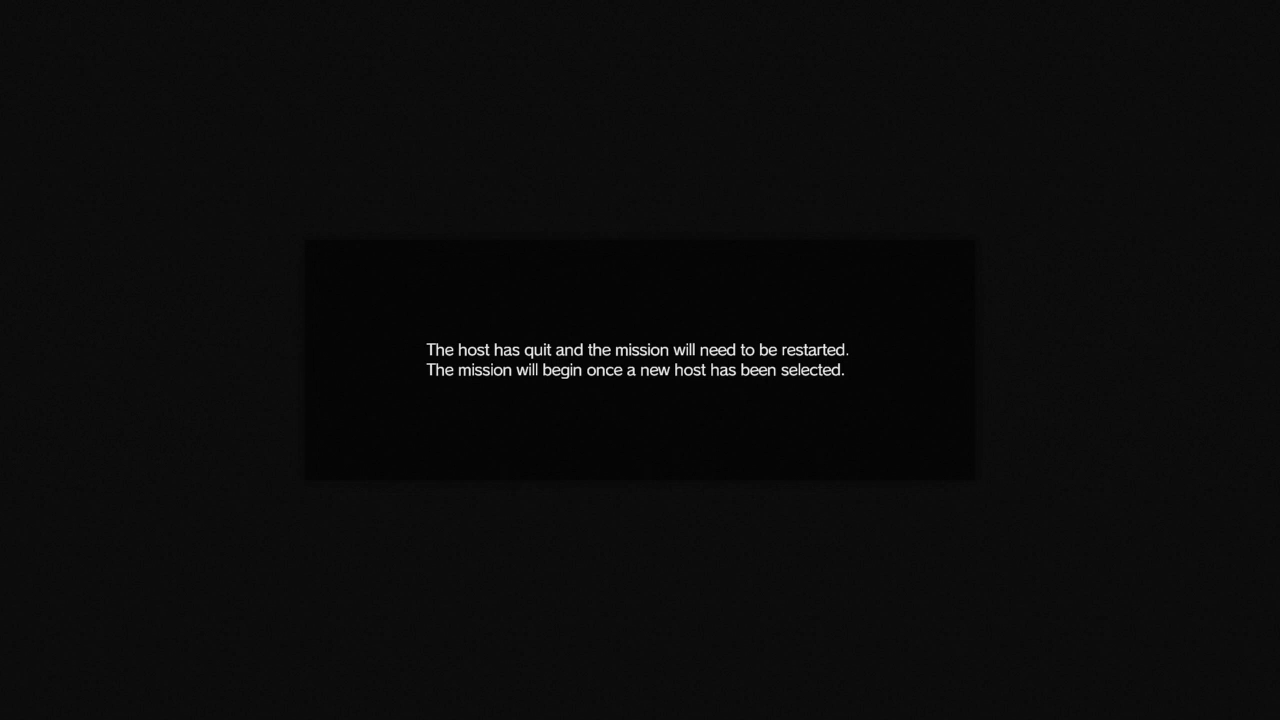 The host has quit and the mission will need to be restarted.
The mission will begin once a new host has been selected.